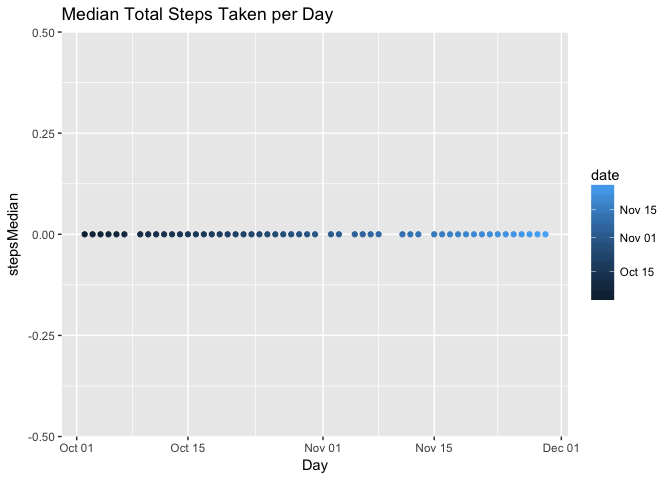 Median Total Steps Taken per Day
0.50
0.25
0.00
-0.25
-0.50
stepsMedian
Oct 01
Oct 15
Nov 01
Nov 15
Dec 01
Day
date
Nov 15
Nov 01
Oct 15